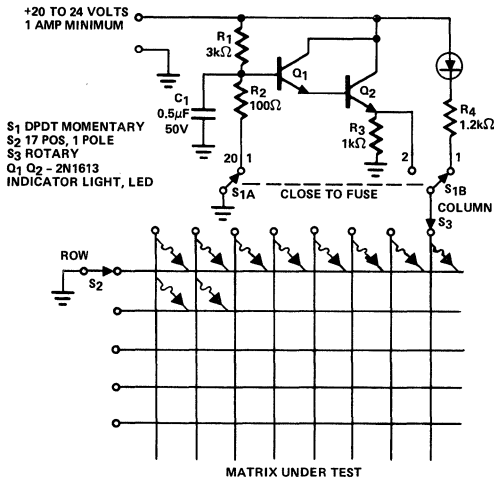 +20 TO 24 VOLTS
1 AMP MINIMUM
R1
3kΩ
Q1
Q2
R2
100Ω
C1
0.5μF
50V
R3
1kΩ
R4
1.2kΩ
S1 DPDT MOMENTARY
S2 17 POS, 1 POLE
S3 ROTARY
Q1 Q2 – 2N1613
INDICATOR LIGHT, LED
20 1
2
1
S1A
CLOSE TO FUSE
S1B
COLUMN
S3
ROW
S2
MATRIX UNDER TEST